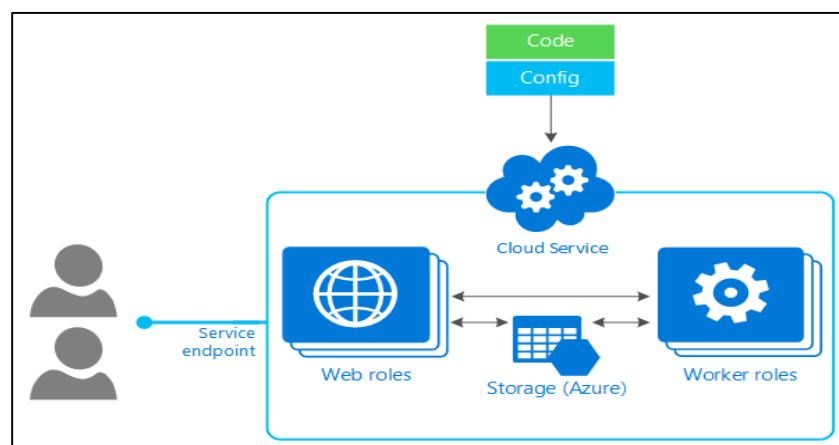 Code
Config
Cloud Service
Service
endpoint
Web roles
Storage (Azure)
Worker roles